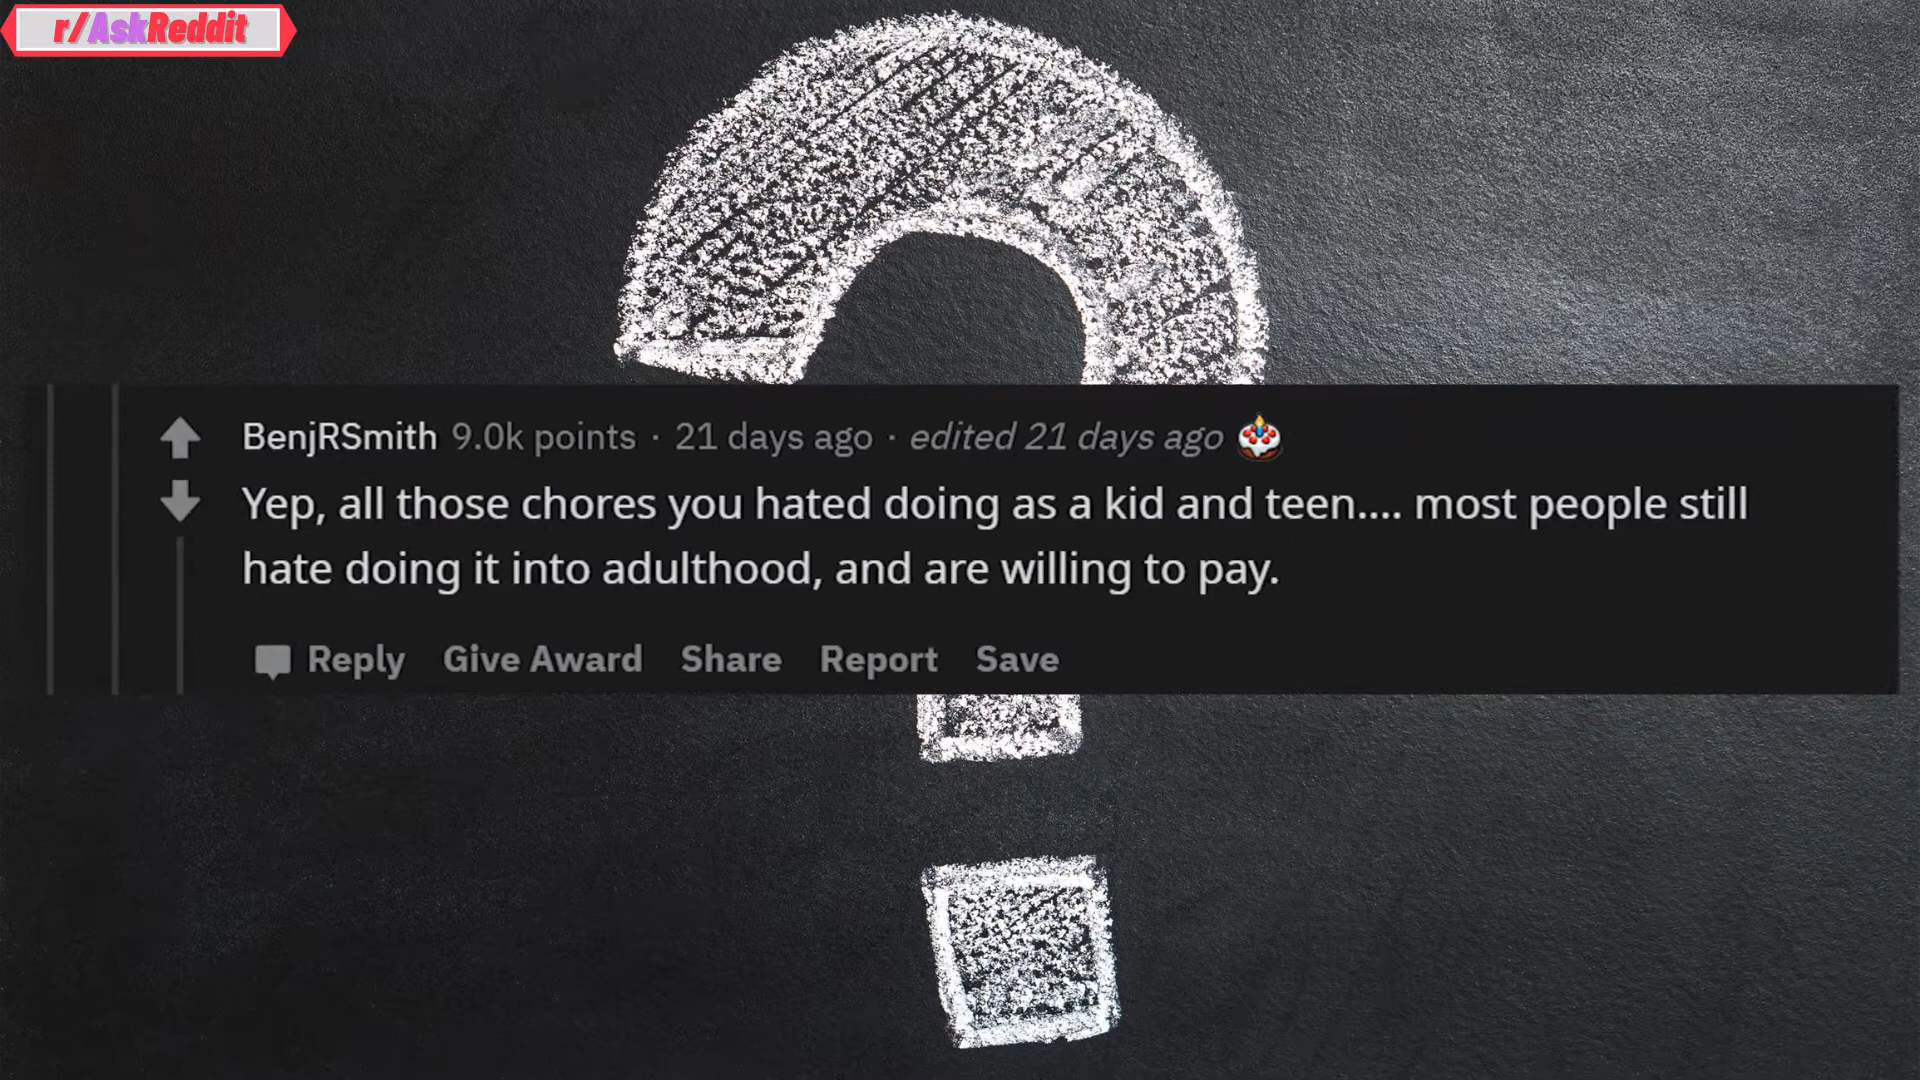 r/AskReddit
BenjRSmith 9.0k points · 21 days ago · edited 21 days ago
Yep, all those chores you hated doing as a kid and teen.... most people still
hate doing it into adulthood, and are willing to pay.
Reply Give Award Share Report Save